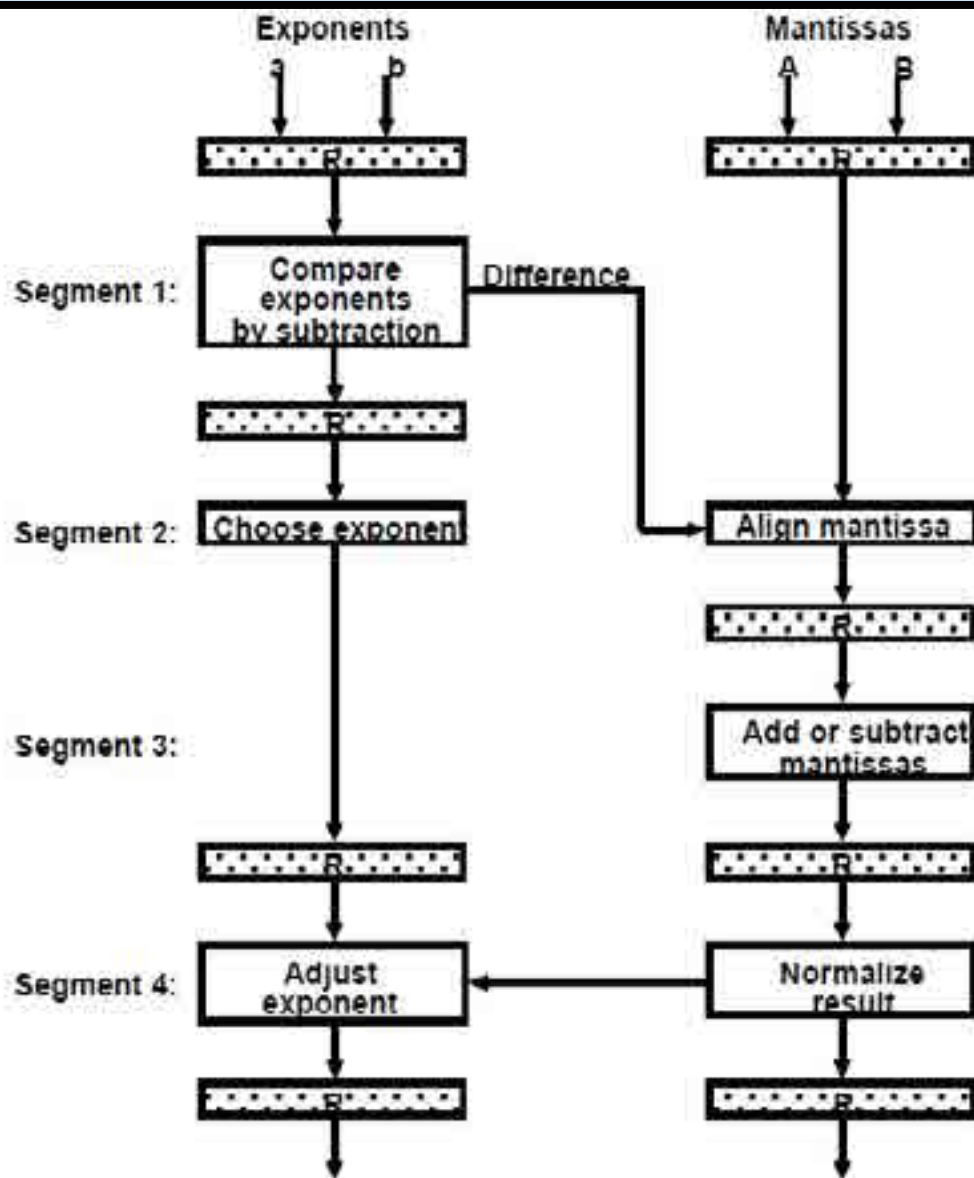 Exponents
Mantissas
a
b
A
B
R
R
Segment 1:
Compare
exponents
by subtraction
Difference
R
Segment 2:
Choose exponent
Align mantissa
R
Segment 3:
Add or subtract
mantissas
R
R
Segment 4:
Adjust
exponent
Normalize
result
R
R